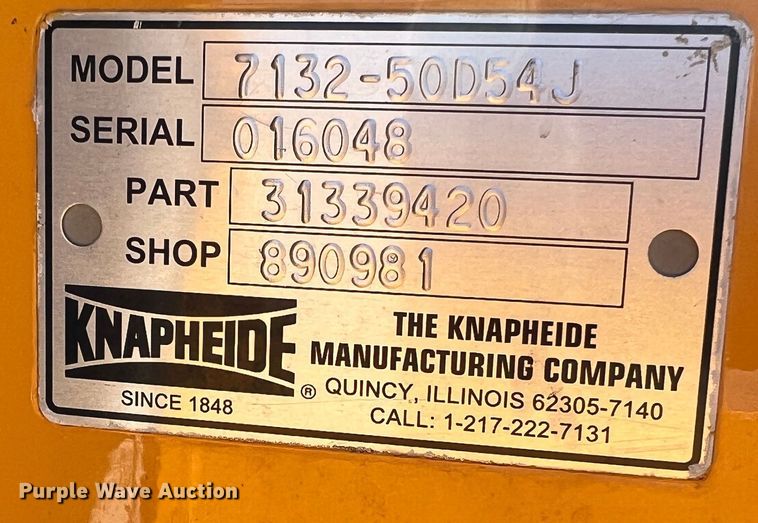 MODEL 7132-50D54J
SERIAL 016048
PART 31339420
SHOP 890981
KNAPHEIDE
SINCE 1848
®
THE KNAPHEIDE
MANUFACTURING COMPANY
QUINCY, ILLINOIS 62305-7140
CALL: 1-217-222-7131
Purple Wave Auction